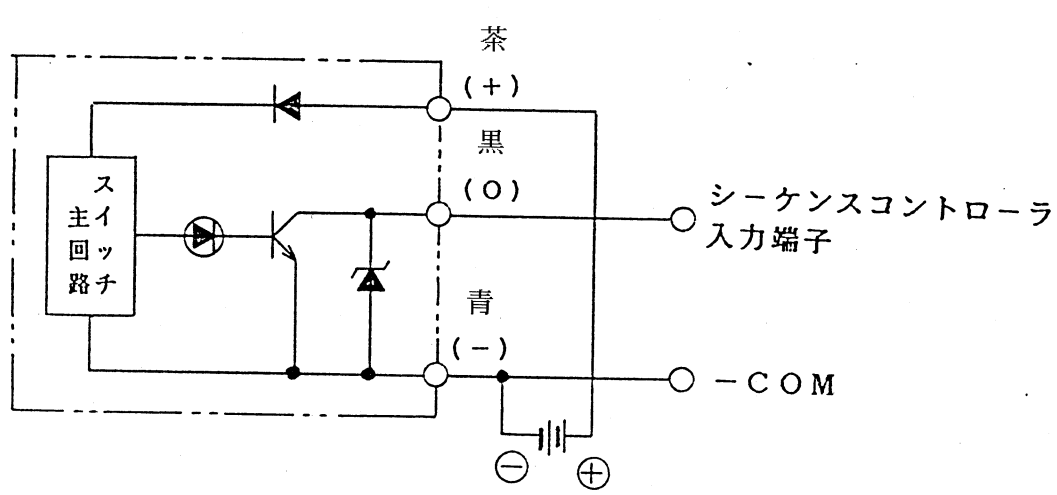 茶
(+)
黒
(O)
シーケンスコントローラ
入力端子
スイッチ
主回路
青
(-)
-COM
⊖
⊕